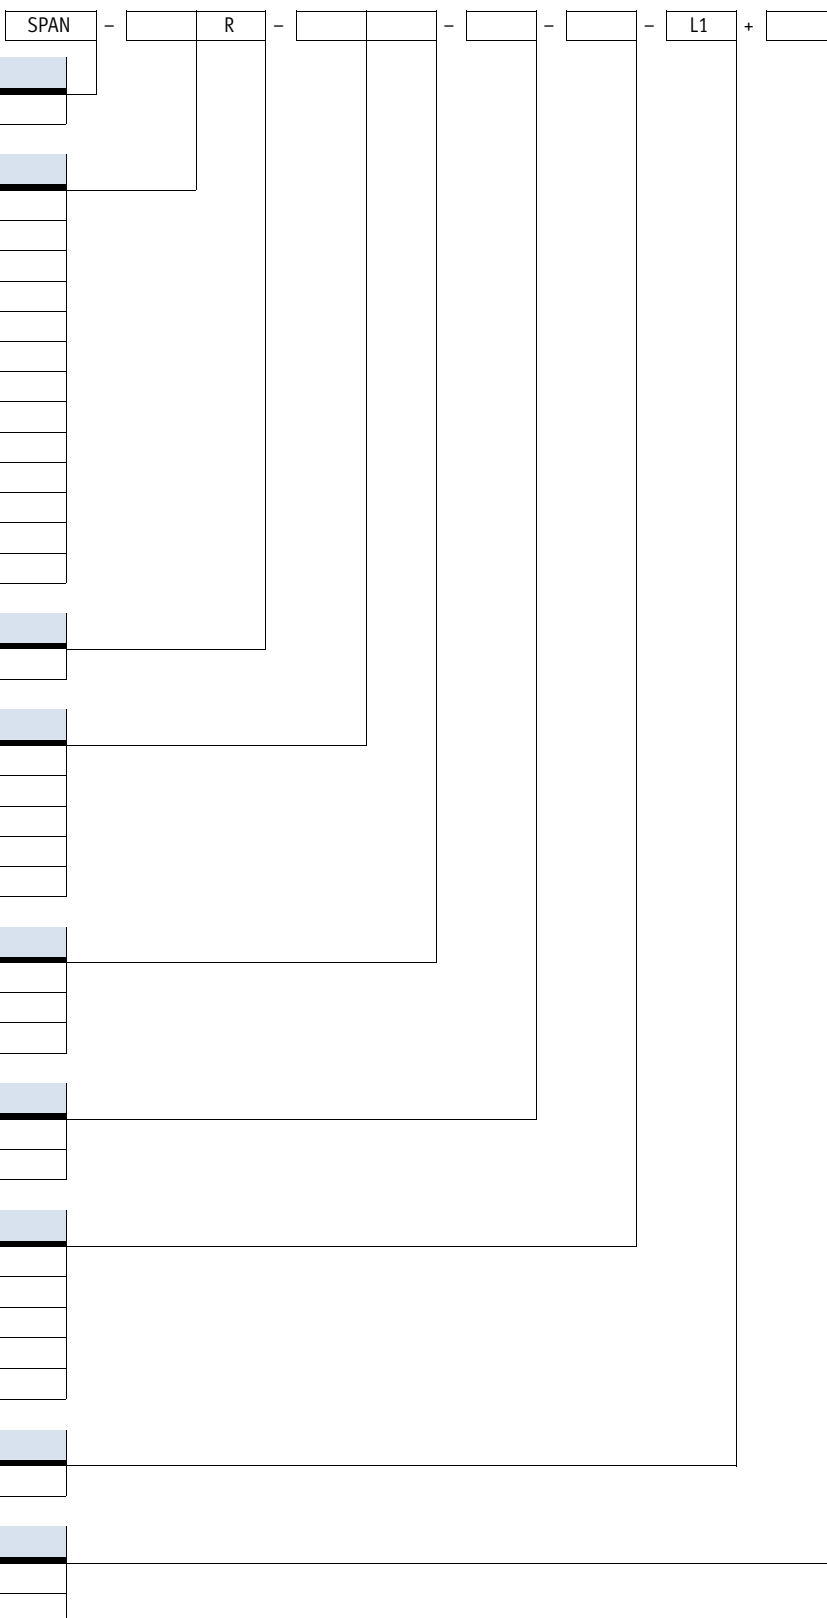 SPAN – R – – – – L1 +